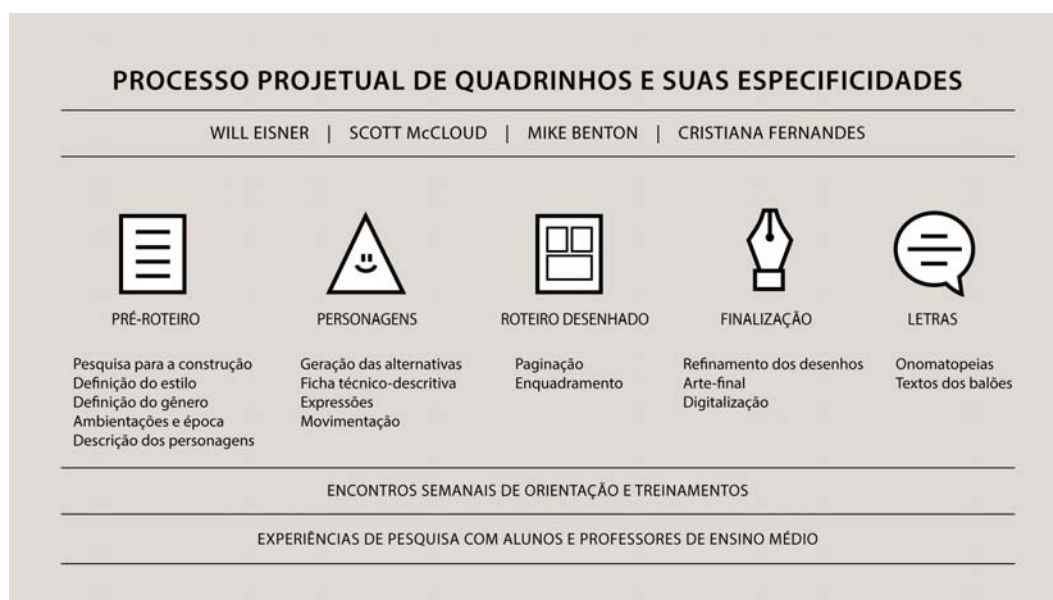 PROCESSO PROJETUAL DE QUADRINHOS E SUAS ESPECIFICIDADES
WILL EISNER | SCOTT McCLOUD | MIKE BENTON | CRISTIANA FERNANDES
PRÉ-ROTEIRO
Pesquisa para a construção
Definição do estilo
Definição do gênero
Ambientações e época
Descrição dos personagens
PERSONAGENS
Geração das alternativas
Ficha técnico-descritiva
Expressões
Movimentação
ROTEIRO DESENHADO
Paginação
Enquadramento
FINALIZAÇÃO
Refinamento dos desenhos
Arte-final
Digitalização
LETRAS
Onomatopeias
Textos dos balões
ENCONTROS SEMANAIS DE ORIENTAÇÃO E TREINAMENTOS
EXPERIÊNCIAS DE PESQUISA COM ALUNOS E PROFESSORES DE ENSINO MÉDIO